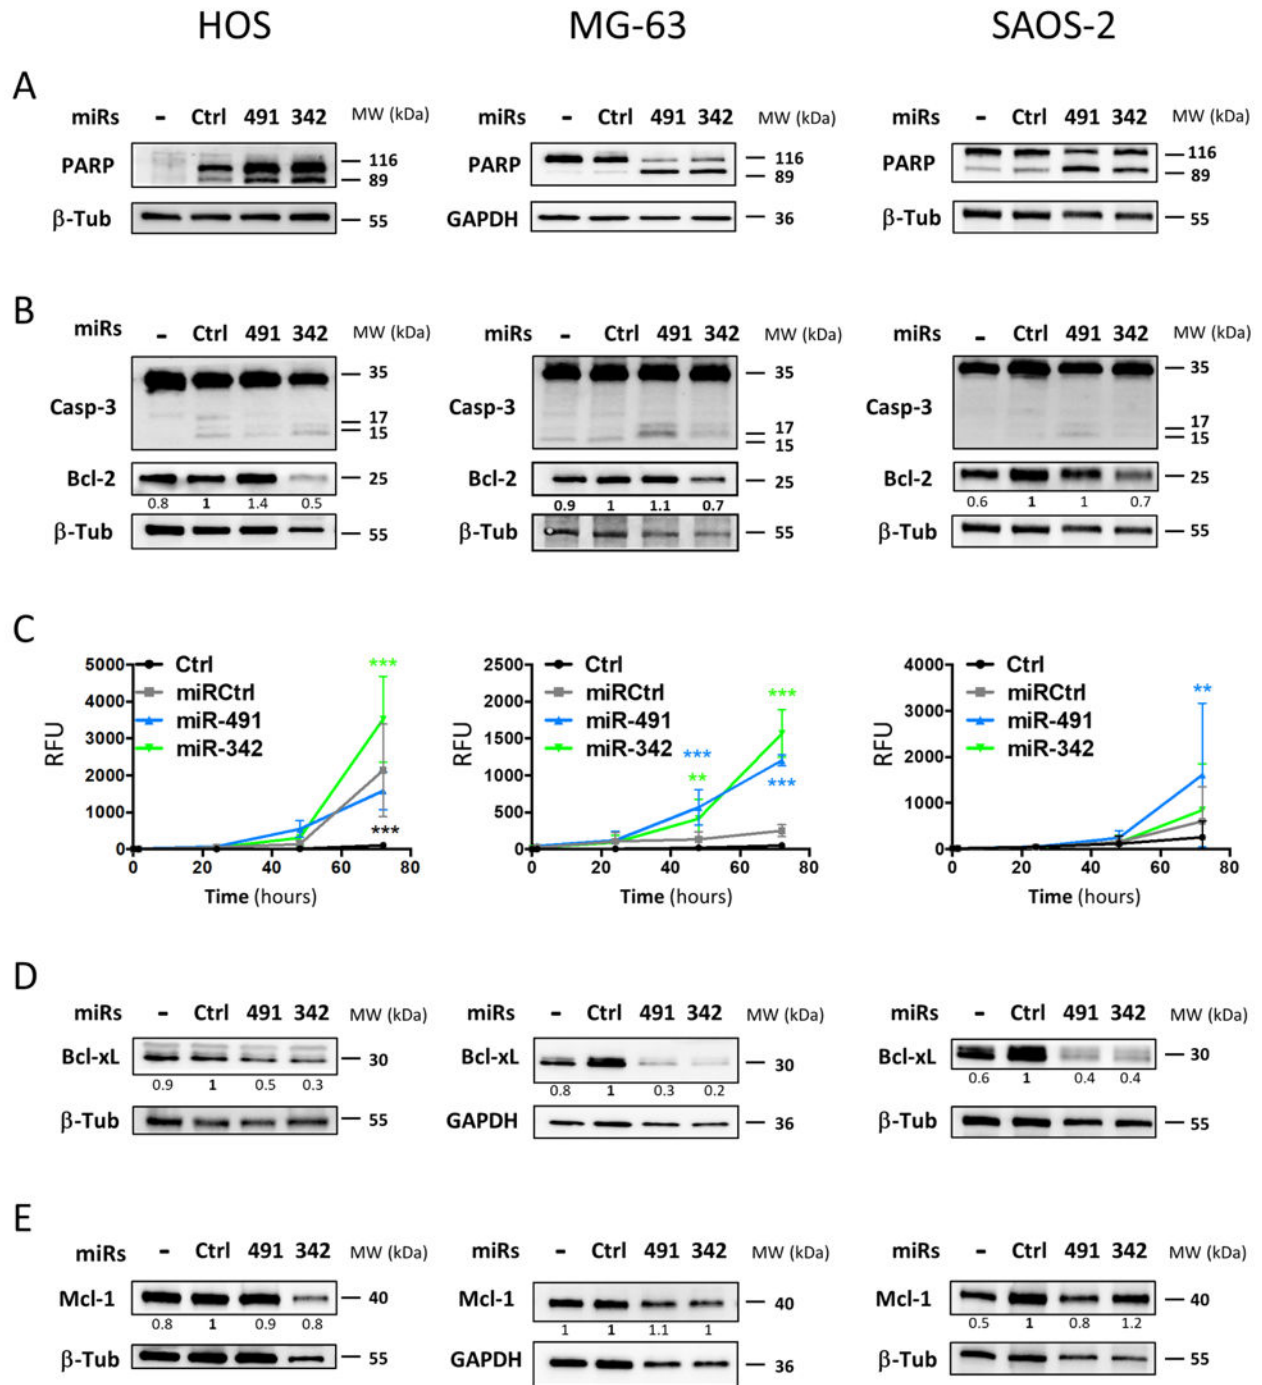 HOS MG-63 SAOS-2
A
miRs - Ctrl 491 342 MW (kDa) miRs - Ctrl 491 342 MW (kDa) miRs - Ctrl 491 342 MW (kDa)
PARP 116 PARP 116 PARP 116
89 89 89
β-Tub 55 GAPDH 36 β-Tub 55
B
miRs - Ctrl 491 342 MW (kDa) miRs - Ctrl 491 342 MW (kDa) miRs - Ctrl 491 342 MW (kDa)
35 35 35
Casp-3 17 Casp-3 17 Casp-3 17
15 15 15
Bcl-2 25 Bcl-2 25 Bcl-2 25
0.8 1 1.4 0.5 0.9 1 1.1 0.7 0.6 1 1 0.7
β-Tub 55 β-Tub 55 β-Tub 55
C
5000 Ctrl *** 2500 Ctrl 4000 Ctrl
4000 miRCtrl 2000 miRCtrl *** miRCtrl **
3000 miR-491 1500 miR-491 *** 3000 miR-491
RFU miR-342 RFU miR-342 ** *** RFU miR-342
2000 1000 2000
1000 *** 500 1000
0 0 0
0 20 40 60 80 0 20 40 60 80 0 20 40 60 80
Time (hours) Time (hours) Time (hours)
D
miRs - Ctrl 491 342 MW (kDa) miRs - Ctrl 491 342 MW (kDa) miRs - Ctrl 491 342 MW (kDa)
Bcl-xL 30 Bcl-xL 30 Bcl-xL 30
0.9 1 0.5 0.3 0.8 1 0.3 0.2 0.6 1 0.4 0.4
β-Tub 55 GAPDH 36 β-Tub 55
E
miRs - Ctrl 491 342 MW (kDa) miRs - Ctrl 491 342 MW (kDa) miRs - Ctrl 491 342 MW (kDa)
Mcl-1 40 Mcl-1 40 Mcl-1 40
0.8 1 0.9 0.8 1 1 1.1 1 0.5 1 0.8 1.2
β-Tub 55 GAPDH 36 β-Tub 55